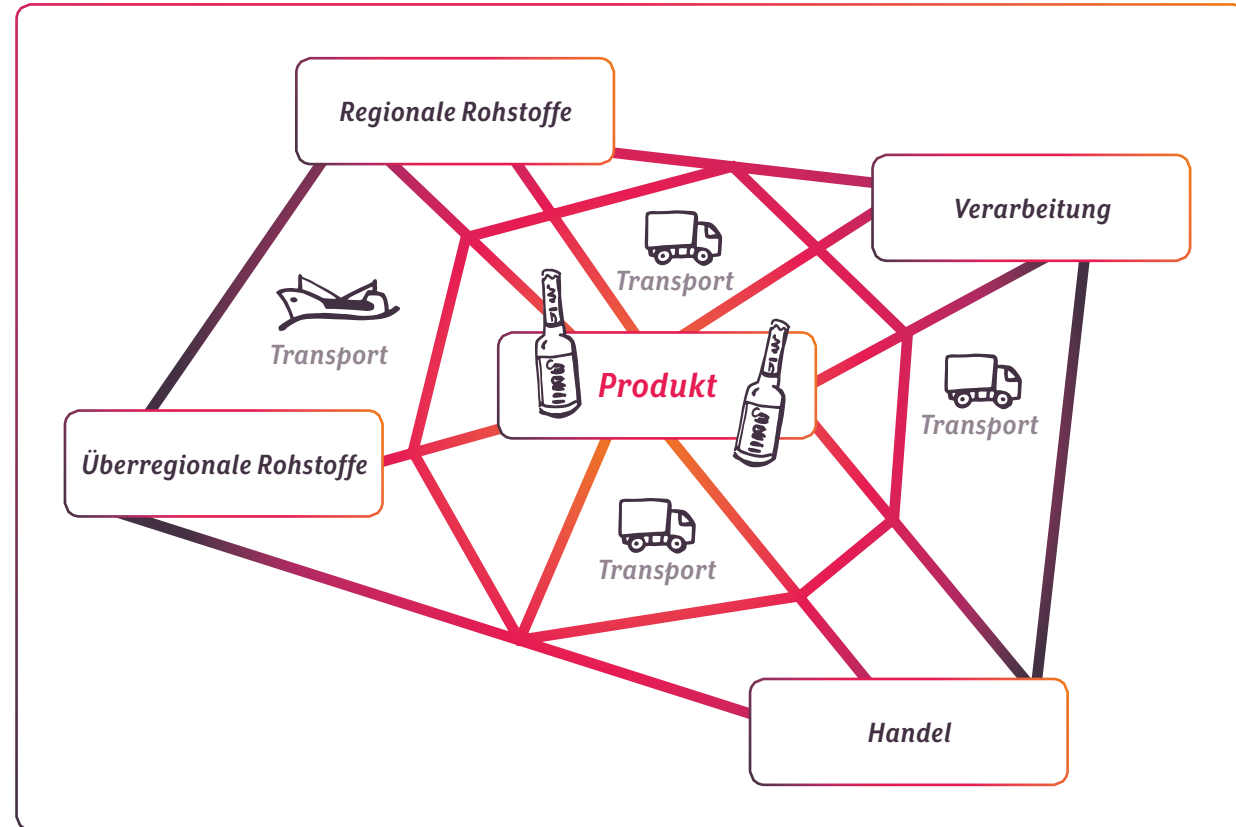 Regionale Rohstoffe
Verarbeitung
Transport
Transport
Produkt
Transport
Überregionale Rohstoffe
Transport
Handel